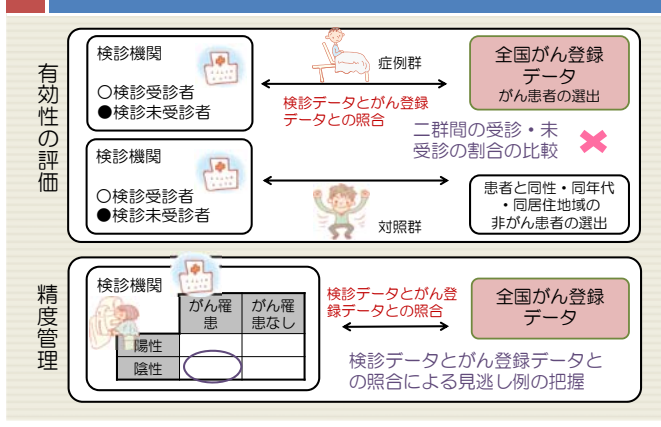 有効性の評価
検診機関
○検診受診者
●検診未受診者
症例群
検診データとがん登録
データとの照合
全国がん登録
データ
がん患者の選出
二群間の受診・未
受診の割合の比較
検診機関
○検診受診者
●検診未受診者
対照群
患者と同性・同年代
・同居住地域の
非がん患者の選出
精度管理
検診機関
がん罹
患
がん罹
患なし
陽性
陰性
検診データとがん登
録データとの照合
全国がん登録
データ
検診データとがん登録データと
の照合による見逃し例の把握